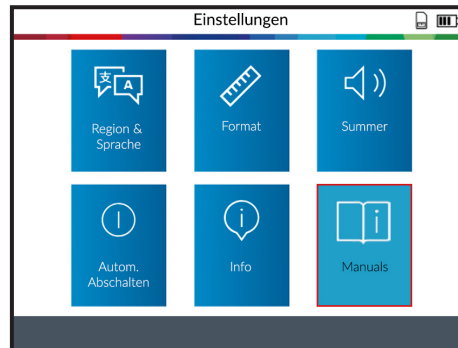 Einstellungen
Region &
Sprache
Format
Summer
Autom.
Abschalten
Info
Manuals